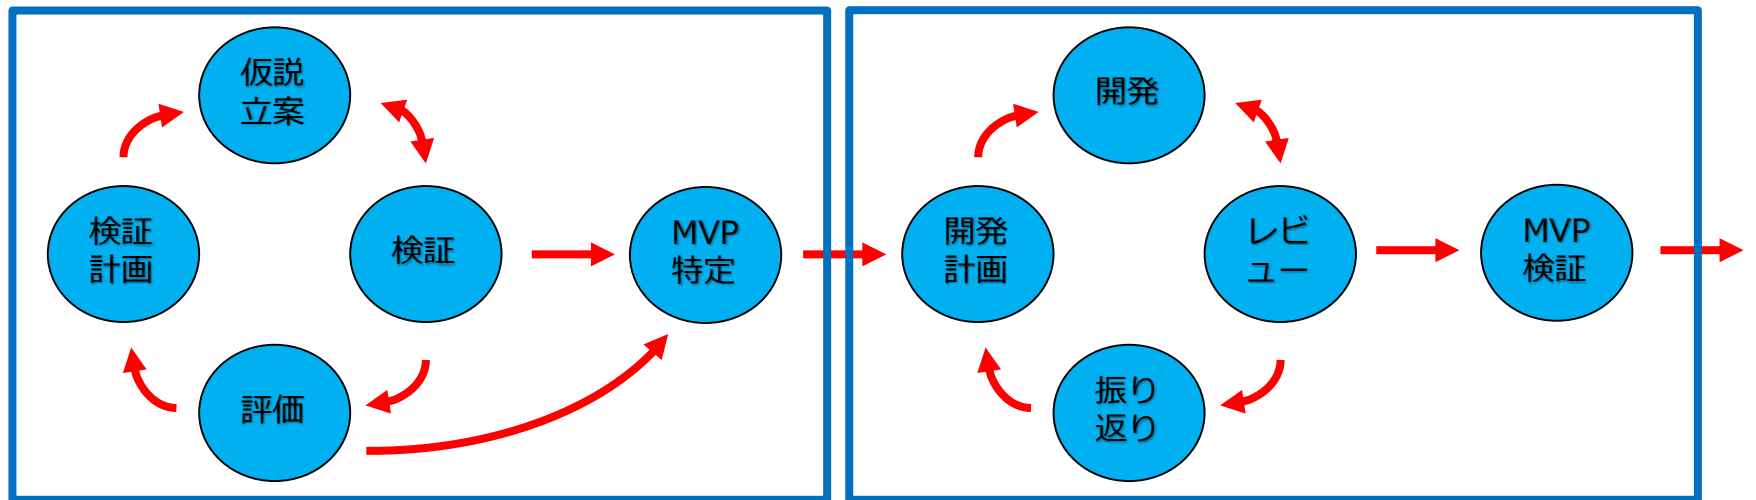 仮説
立案
検証
計画
検証
MVP
特定
評価
開発
開発
計画
レビ
ュー
MVP
検証
振り
返り